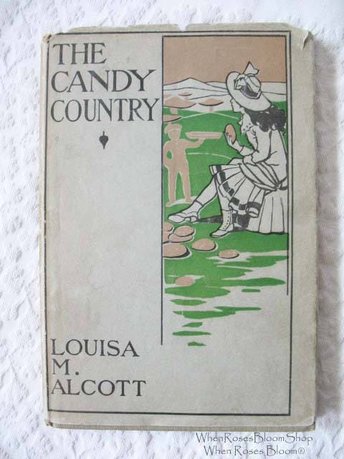 THE
CANDY
COUNTRY
LOUISA
M.
ALCOTT
WhenRosesBloomShop
When Roses Bloom®